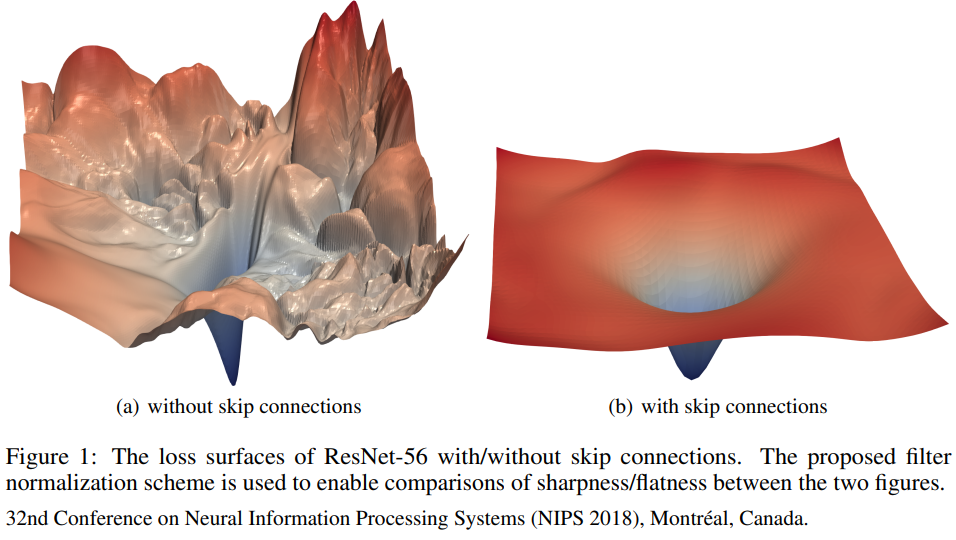 (a) without skip connections
(b) with skip connections
Figure 1: The loss surfaces of ResNet-56 with/without skip connections. The proposed filter
normalization scheme is used to enable comparisons of sharpness/flatness between the two figures.
32nd Conference on Neural Information Processing Systems (NIPS 2018), Montréal, Canada.